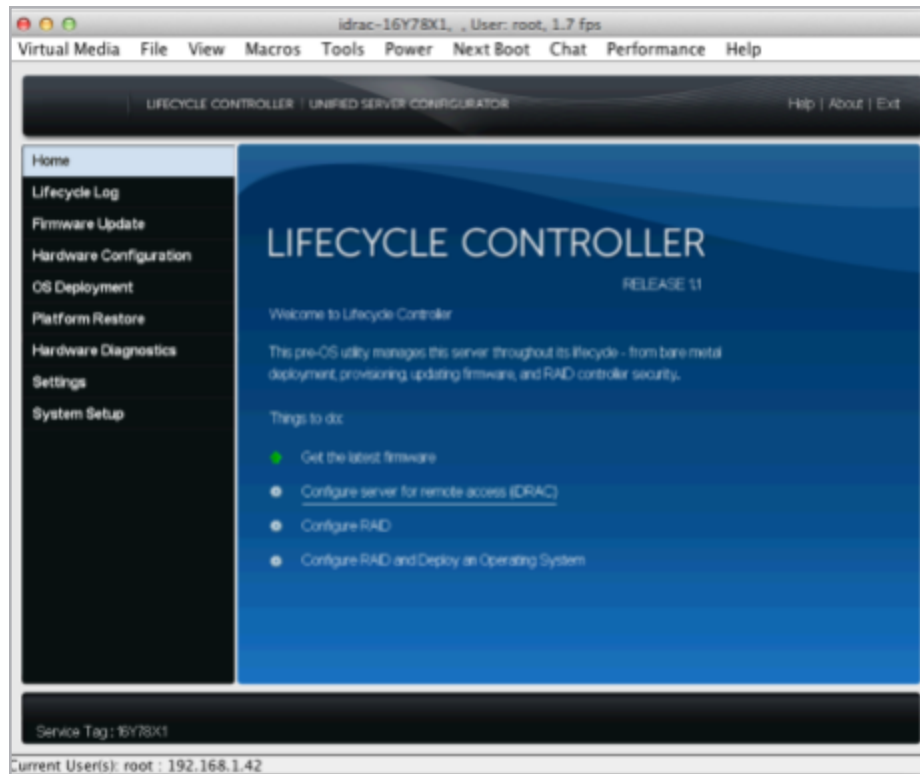 idrac-16Y78X1, , User: root, 1.7 fps
Virtual Media File View Macros Tools Power Next Boot Chat Performance Help
LIFECYCLE CONTROLLER | UNIFIED SERVER CONFIGURATOR
Help | About | Exit
Home
Lifecycle Log
Firmware Update
Hardware Configuration
OS Deployment
Platform Restore
Hardware Diagnostics
Settings
System Setup
LIFECYCLE CONTROLLER
RELEASE 1.1
Welcome to Lifecycle Controller
This pre-OS utility manages this server throughout its lifecycle - from bare metal
deployment, provisioning, updating firmware, and RAID controller security.
Things to do:
Get the latest firmware
Configure server for remote access (iDRAC)
Configure RAID
Configure RAID and Deploy an Operating System
Service Tag : 16Y78X1
Current User(s): root : 192.168.1.42